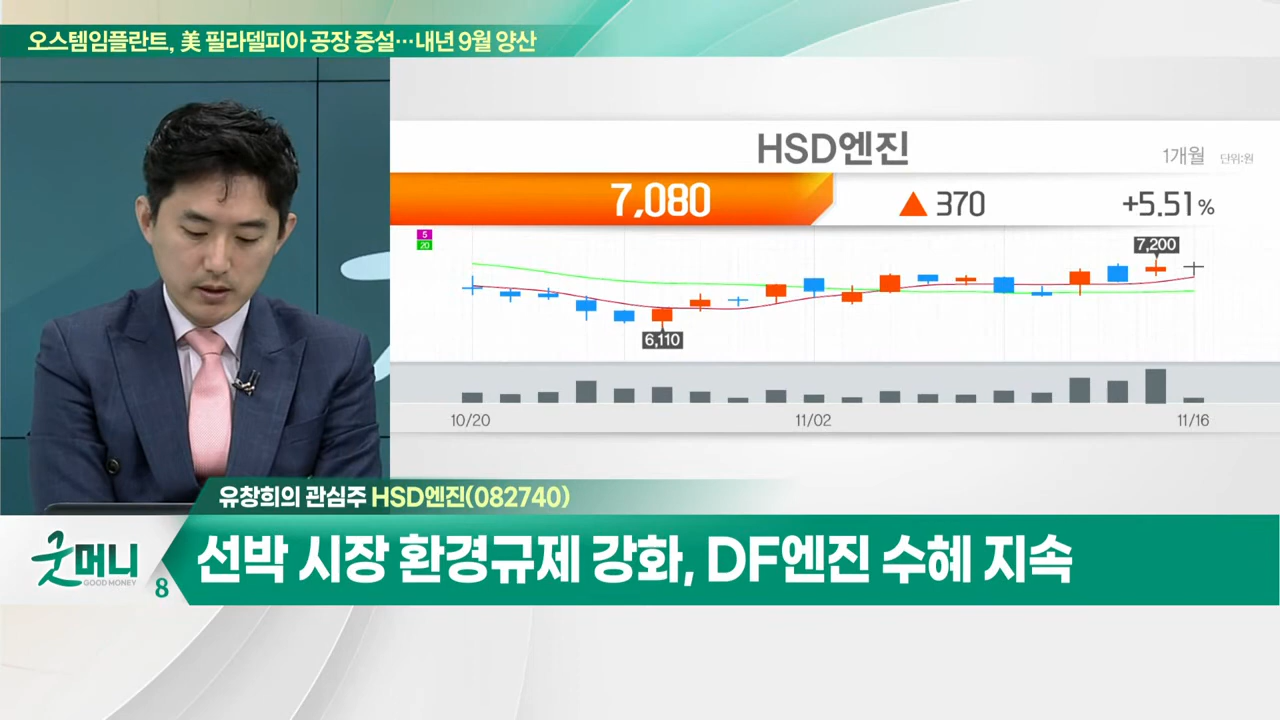 오스템임플란트, 美 필라델피아 공장 증설…내년 9월 양산
HSD엔진
1개월 단위:원
7,080 ▲ 370 +5.51 %
5
20
7,200
6,110
10/20 11/02 11/16
유창희의 관심주 HSD엔진(082740)
선박 시장 환경규제 강화, DF엔진 수혜 지속
굿머니
GOOD MONEY
8